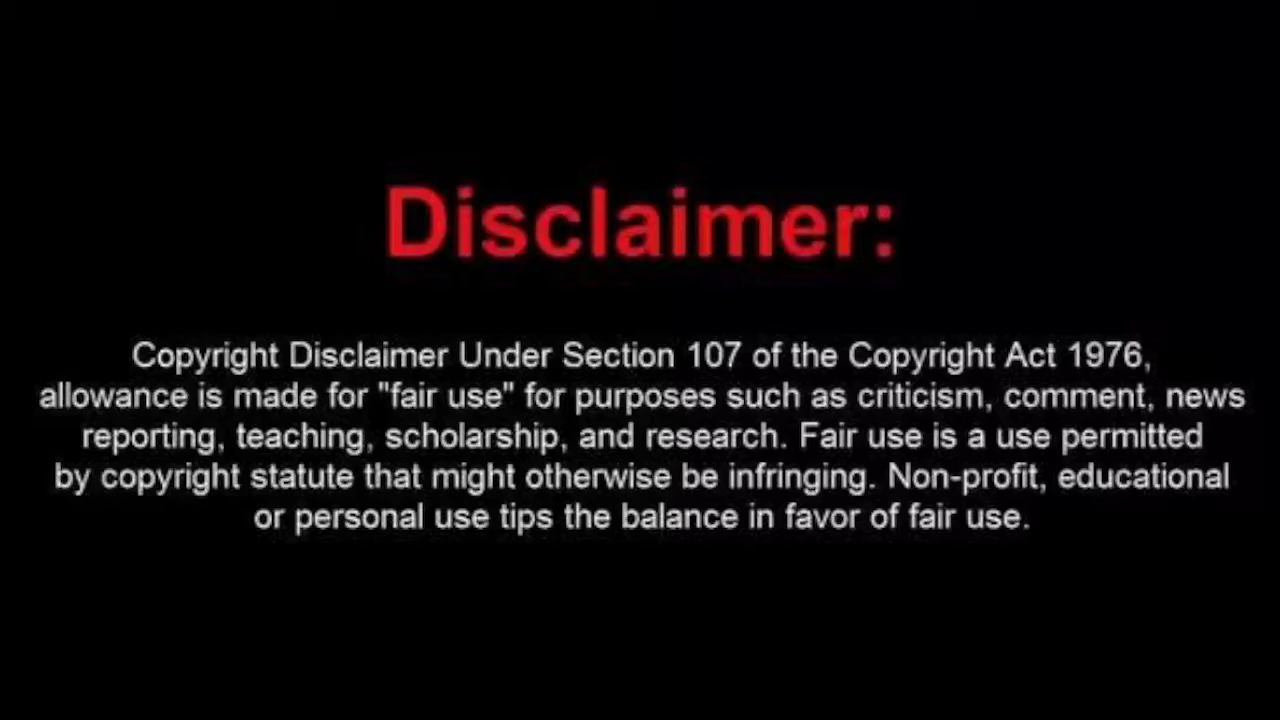 Disclaimer:
Copyright Disclaimer Under Section 107 of the Copyright Act 1976,
allowance is made for "fair use" for purposes such as criticism, comment, news
reporting, teaching, scholarship, and research. Fair use is a use permitted
by copyright statute that might otherwise be infringing. Non-profit, educational
or personal use tips the balance in favor of fair use.